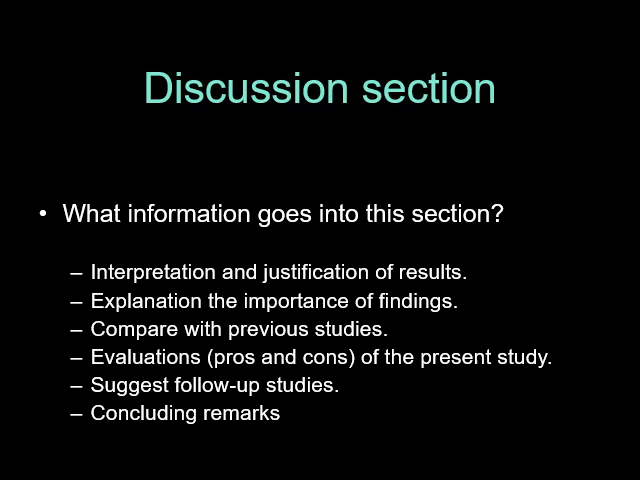 Discussion section
• What information goes into this section?
– Interpretation and justification of results.
– Explanation the importance of findings.
– Compare with previous studies.
– Evaluations (pros and cons) of the present study.
– Suggest follow-up studies.
– Concluding remarks